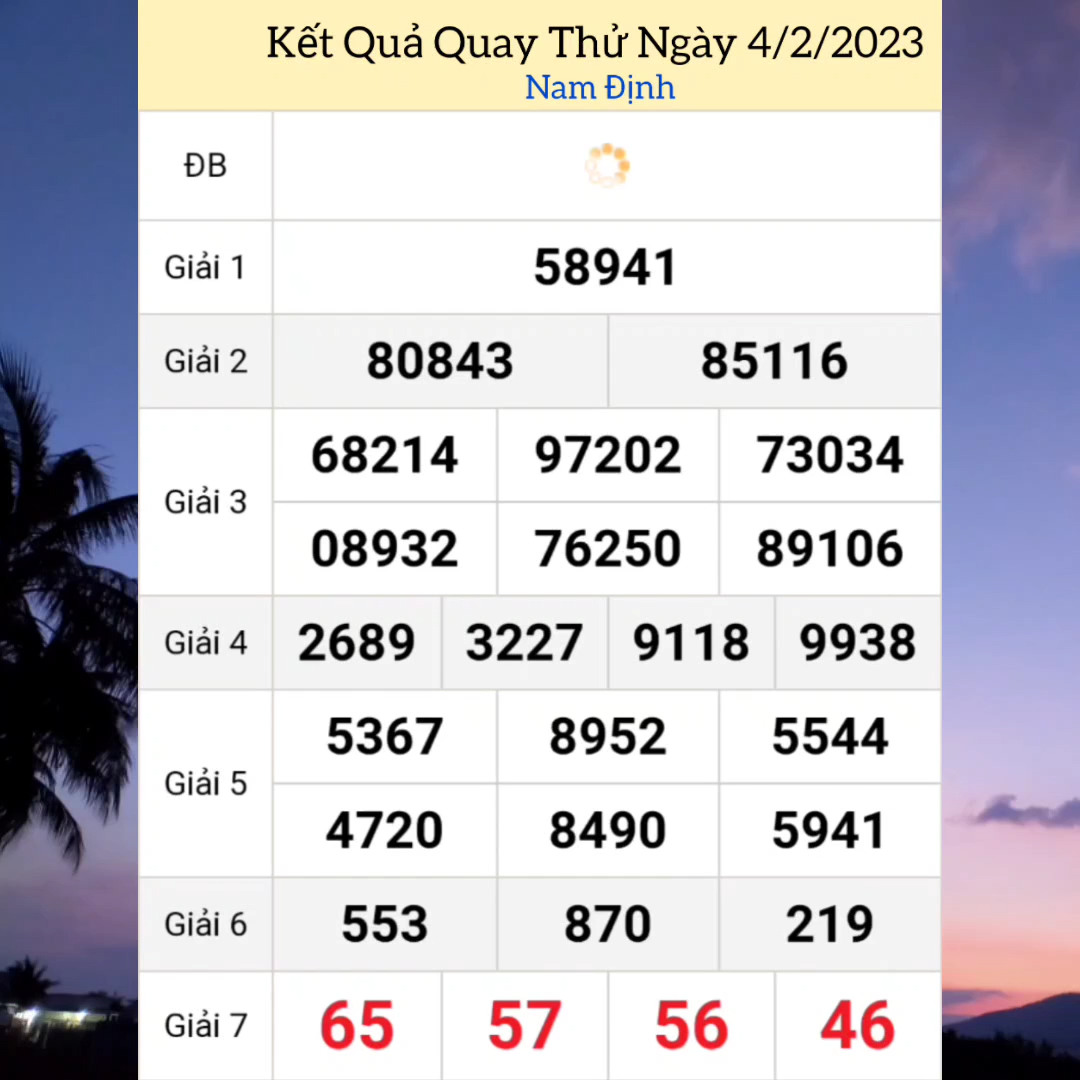 Kết Quả Quay Thử Ngày 4/2/2023
Nam Định
ĐB
Giải 1 58941
Giải 2 80843 85116
Giải 3 68214 97202 73034
08932 76250 89106
Giải 4 2689 3227 9118 9938
Giải 5 5367 8952 5544
4720 8490 5941
Giải 6 553 870 219
Giải 7 65 57 56 46